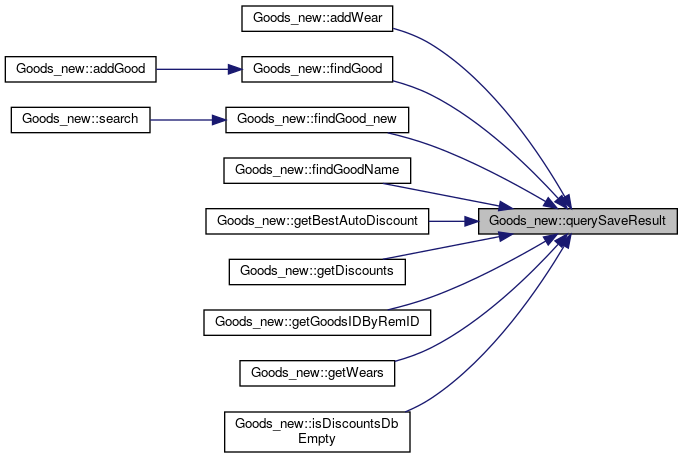 Goods_new::addWear
Goods_new::addGood
Goods_new::findGood
Goods_new::search
Goods_new::findGood_new
Goods_new::findGoodName
Goods_new::getBestAutoDiscount
Goods_new::querySaveResult
Goods_new::getDiscounts
Goods_new::getGoodsIDByRemID
Goods_new::getWears
Goods_new::isDiscountsDb
Empty